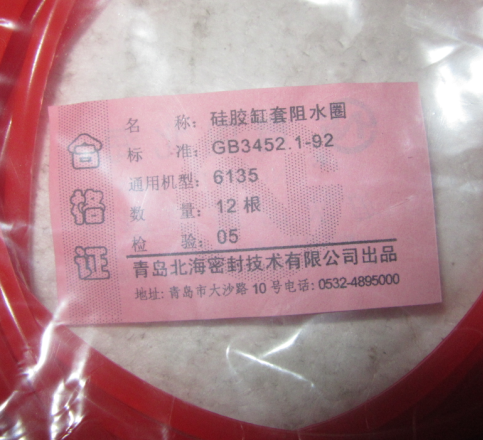 合格证
名 称: 硅胶缸套阻水圈
标 准: GB3452.1-92
通用机型: 6135
数 量: 12 根
检 验: 05
青岛北海密封技术有限公司出品
地址: 青岛市大沙路 10 号电话: 0532-4895000